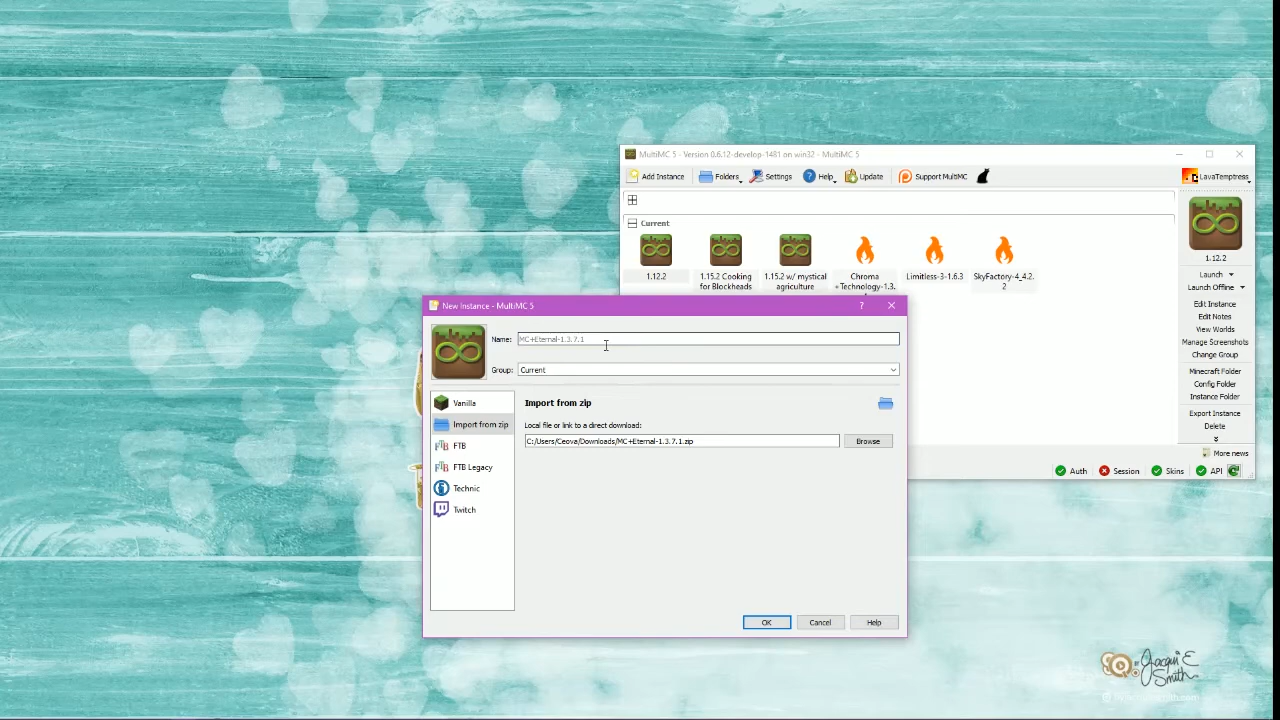 MultiMC 5 - Version 0.6.12-develop-1481 on win32 - MultiMC 5
Add Instance Folders Settings Help Update Support MultiMC LavaTemptress
Current
1.12.2
1.15.2 Cooking for Blockheads
1.15.2 w/ mystical agriculture
Chroma +Technology-1.3.
Limitless-3-1.6.3
SkyFactory-4_4.2.2
1.12.2
Launch
Launch Offline
Edit Instance
Edit Notes
View Worlds
Manage Screenshots
Change Group
Minecraft Folder
Config Folder
Instance Folder
Export Instance
Delete
More news
Auth Session Skins API
New Instance - MultiMC 5
Name: MC+Eternal-1.3.7.1
Group: Current
Vanilla
Import from zip
FTB
FTB Legacy
Technic
Twitch
Import from zip
Local file or link to a direct download:
C:/Users/Ceova/Downloads/MC+Eternal-1.3.7.1.zip
Browse
OK Cancel Help
Jacqui E
Smith